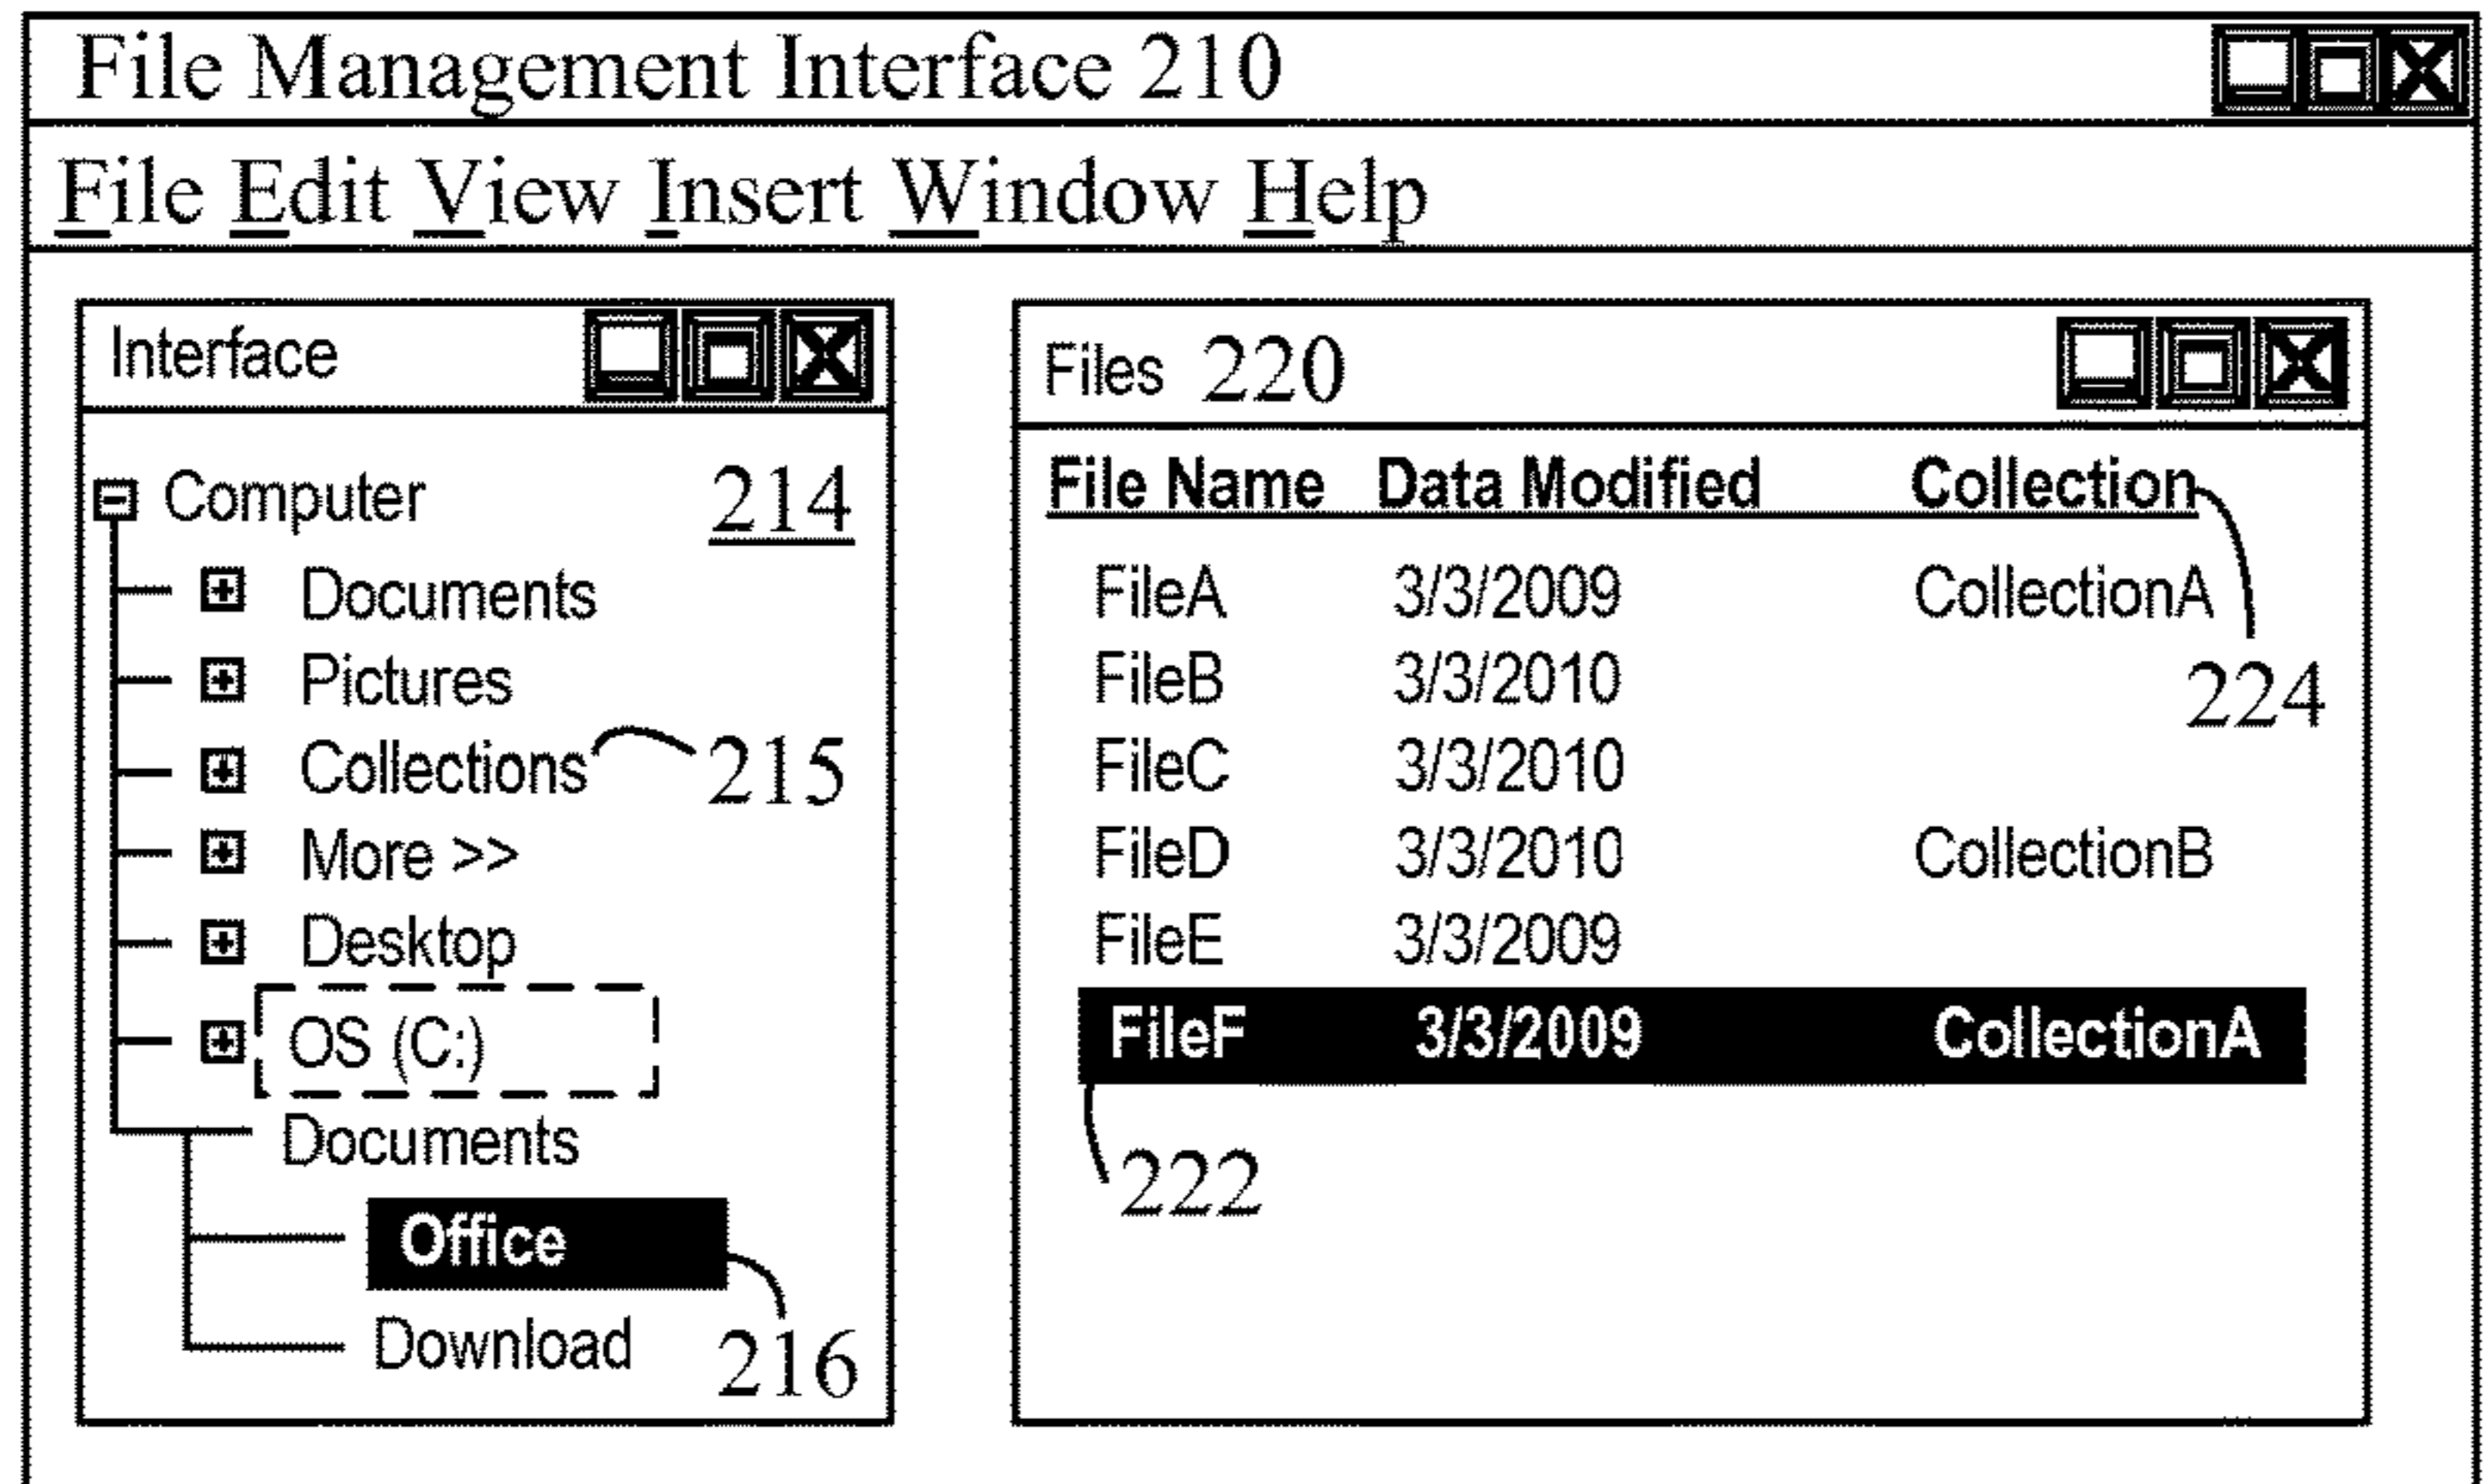 File Management Interface 210
File Edit View Insert Window Help
Interface
Computer 214
Documents
Pictures
Collections 215
More >>
Desktop
OS (C:)
Documents
Office
Download 216
Files 220
File Name Data Modified Collection
FileA 3/3/2009 CollectionA
FileB 3/3/2010 224
FileC 3/3/2010
FileD 3/3/2010 CollectionB
FileE 3/3/2009
FileF 3/3/2009 CollectionA
222